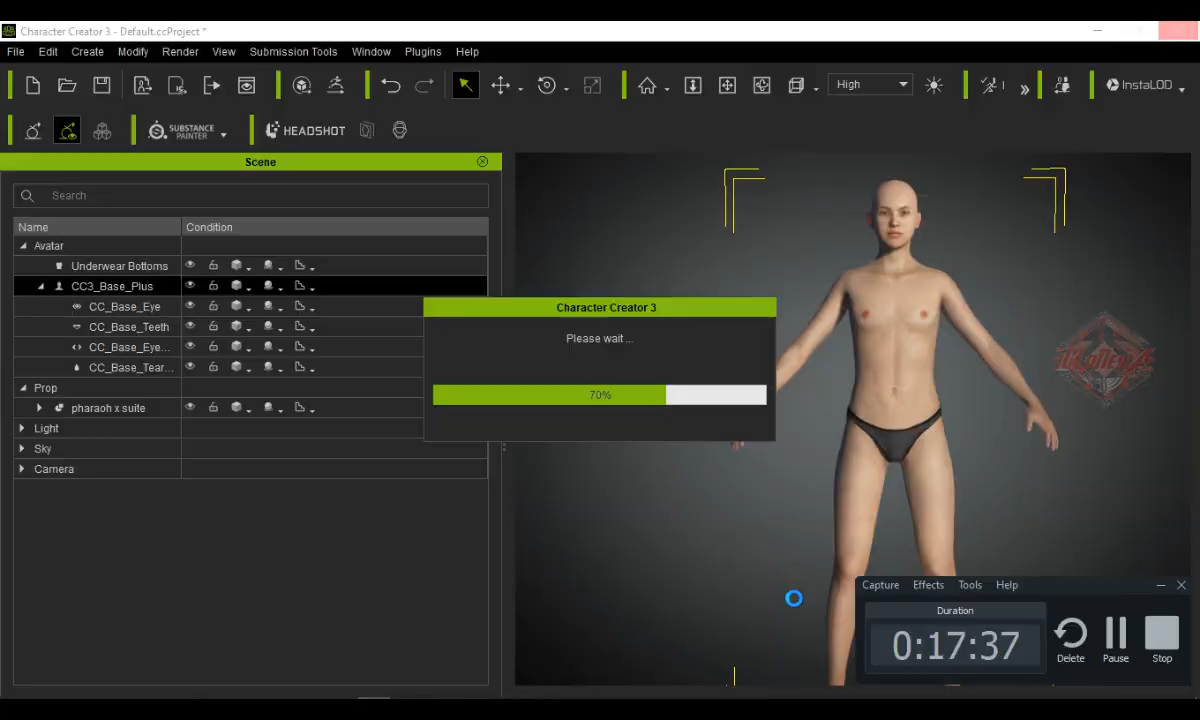 Character Creator 3 - Default.ccProject *
File Edit Create Modify Render View Submission Tools Window Plugins Help
High
InstaLOD
SUBSTANCE PAINTER
HEADSHOT
Scene
Search
Name Condition
Avatar
Underwear Bottoms
CC3_Base_Plus
CC_Base_Eye
CC_Base_Teeth
CC_Base_Eye...
CC_Base_Tear...
Prop
pharaoh x suite
Light
Sky
Camera
Character Creator 3
Please wait ...
70%
Capture Effects Tools Help
Duration
0:17:37
Delete Pause Stop